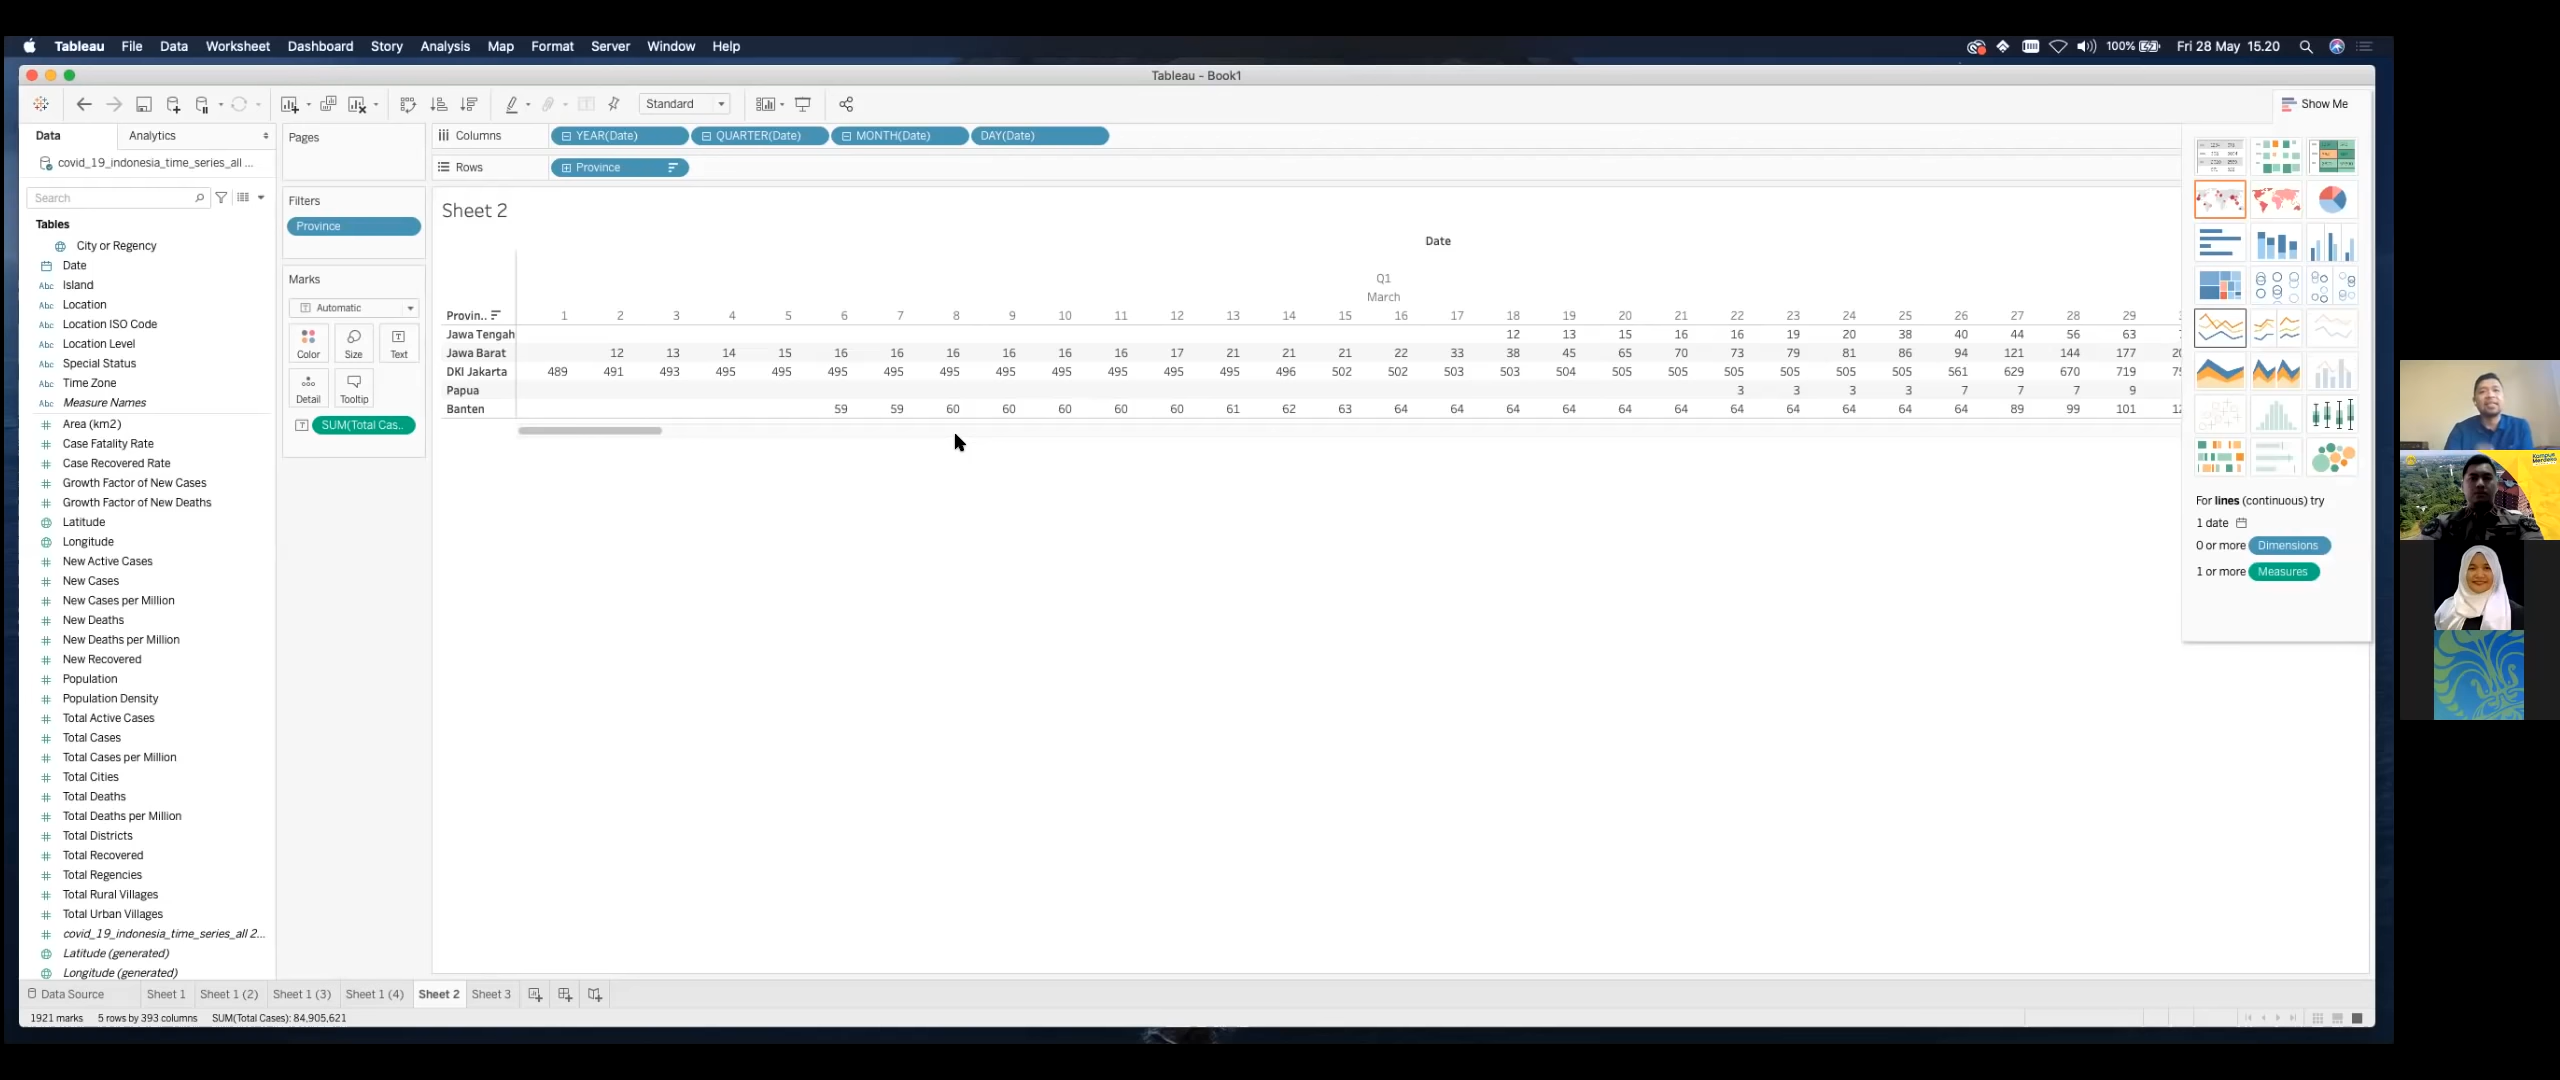 Tableau File Data Worksheet Dashboard Story Analysis Map Format Server Window Help 100% Fri 28 May 15.20
Tableau - Book1
Standard Show Me
Data Analytics
covid_19_indonesia_time_series_all ...
Search
Tables
City or Regency
Date
Abc Island
Abc Location
Abc Location ISO Code
Abc Location Level
Abc Special Status
Abc Time Zone
Abc Measure Names
# Area (km2)
# Case Fatality Rate
# Case Recovered Rate
# Growth Factor of New Cases
# Growth Factor of New Deaths
Latitude
Longitude
# New Active Cases
# New Cases
# New Cases per Million
# New Deaths
# New Deaths per Million
# New Recovered
# Population
# Population Density
# Total Active Cases
# Total Cases
# Total Cases per Million
# Total Cities
# Total Deaths
# Total Deaths per Million
# Total Districts
# Total Recovered
# Total Regencies
# Total Rural Villages
# Total Urban Villages
# covid_19_indonesia_time_series_all 2...
Latitude (generated)
Longitude (generated)
Pages
Filters
Province
Marks
Automatic
Color Size Text
Detail Tooltip
SUM(Total Cas..
Columns YEAR(Date) QUARTER(Date) MONTH(Date) DAY(Date)
Rows Province
Sheet 2
Date
Q1
March
Provin.. 1 2 3 4 5 6 7 8 9 10 11 12 13 14 15 16 17 18 19 20 21 22 23 24 25 26 27 28 29
Jawa Tengah 12 13 15 16 16 19 20 38 40 44 56 63
Jawa Barat 12 13 14 15 16 16 16 16 16 16 17 21 21 21 22 33 38 45 65 70 73 79 81 86 94 121 144 177
DKI Jakarta 489 491 493 495 495 495 495 495 495 495 495 495 495 496 502 502 503 503 504 505 505 505 505 505 505 561 629 670 719
Papua 3 3 3 3 7 7 7 9
Banten 59 59 60 60 60 60 60 61 62 63 64 64 64 64 64 64 64 64 64 64 64 89 99 101
For lines (continuous) try
1 date
0 or more Dimensions
1 or more Measures
Kampus
Merdeka
Data Source Sheet 1 Sheet 1 (2) Sheet 1 (3) Sheet 1 (4) Sheet 2 Sheet 3
1921 marks 5 rows by 393 columns SUM(Total Cases): 84,905,621